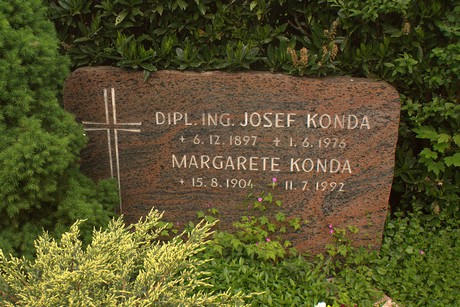 DIPL. ING. JOSEF KONDA
+ 6. 12. 1897 + 1. 6. 1976
MARGARETE KONDA
+ 15. 8. 1904 + 11. 7. 1992